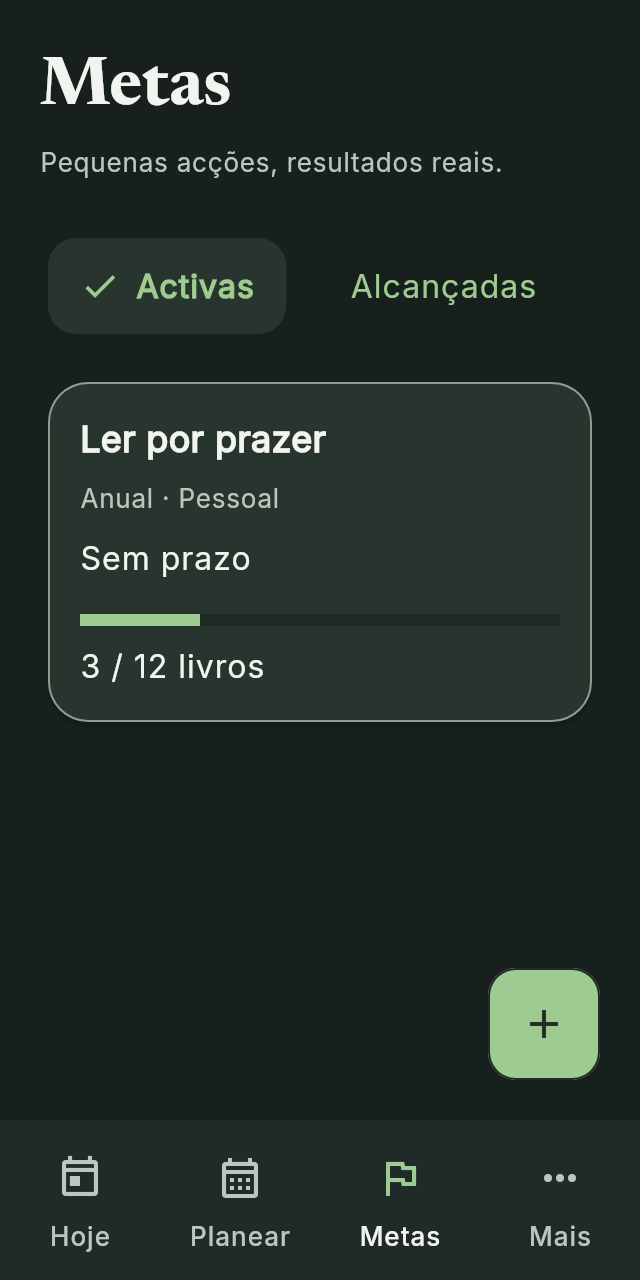 Metas
Pequenas acções, resultados reais.
Activas
Alcançadas
Ler por prazer
Anual · Pessoal
Sem prazo
3 / 12 livros
Hoje
Planear
Metas
Mais